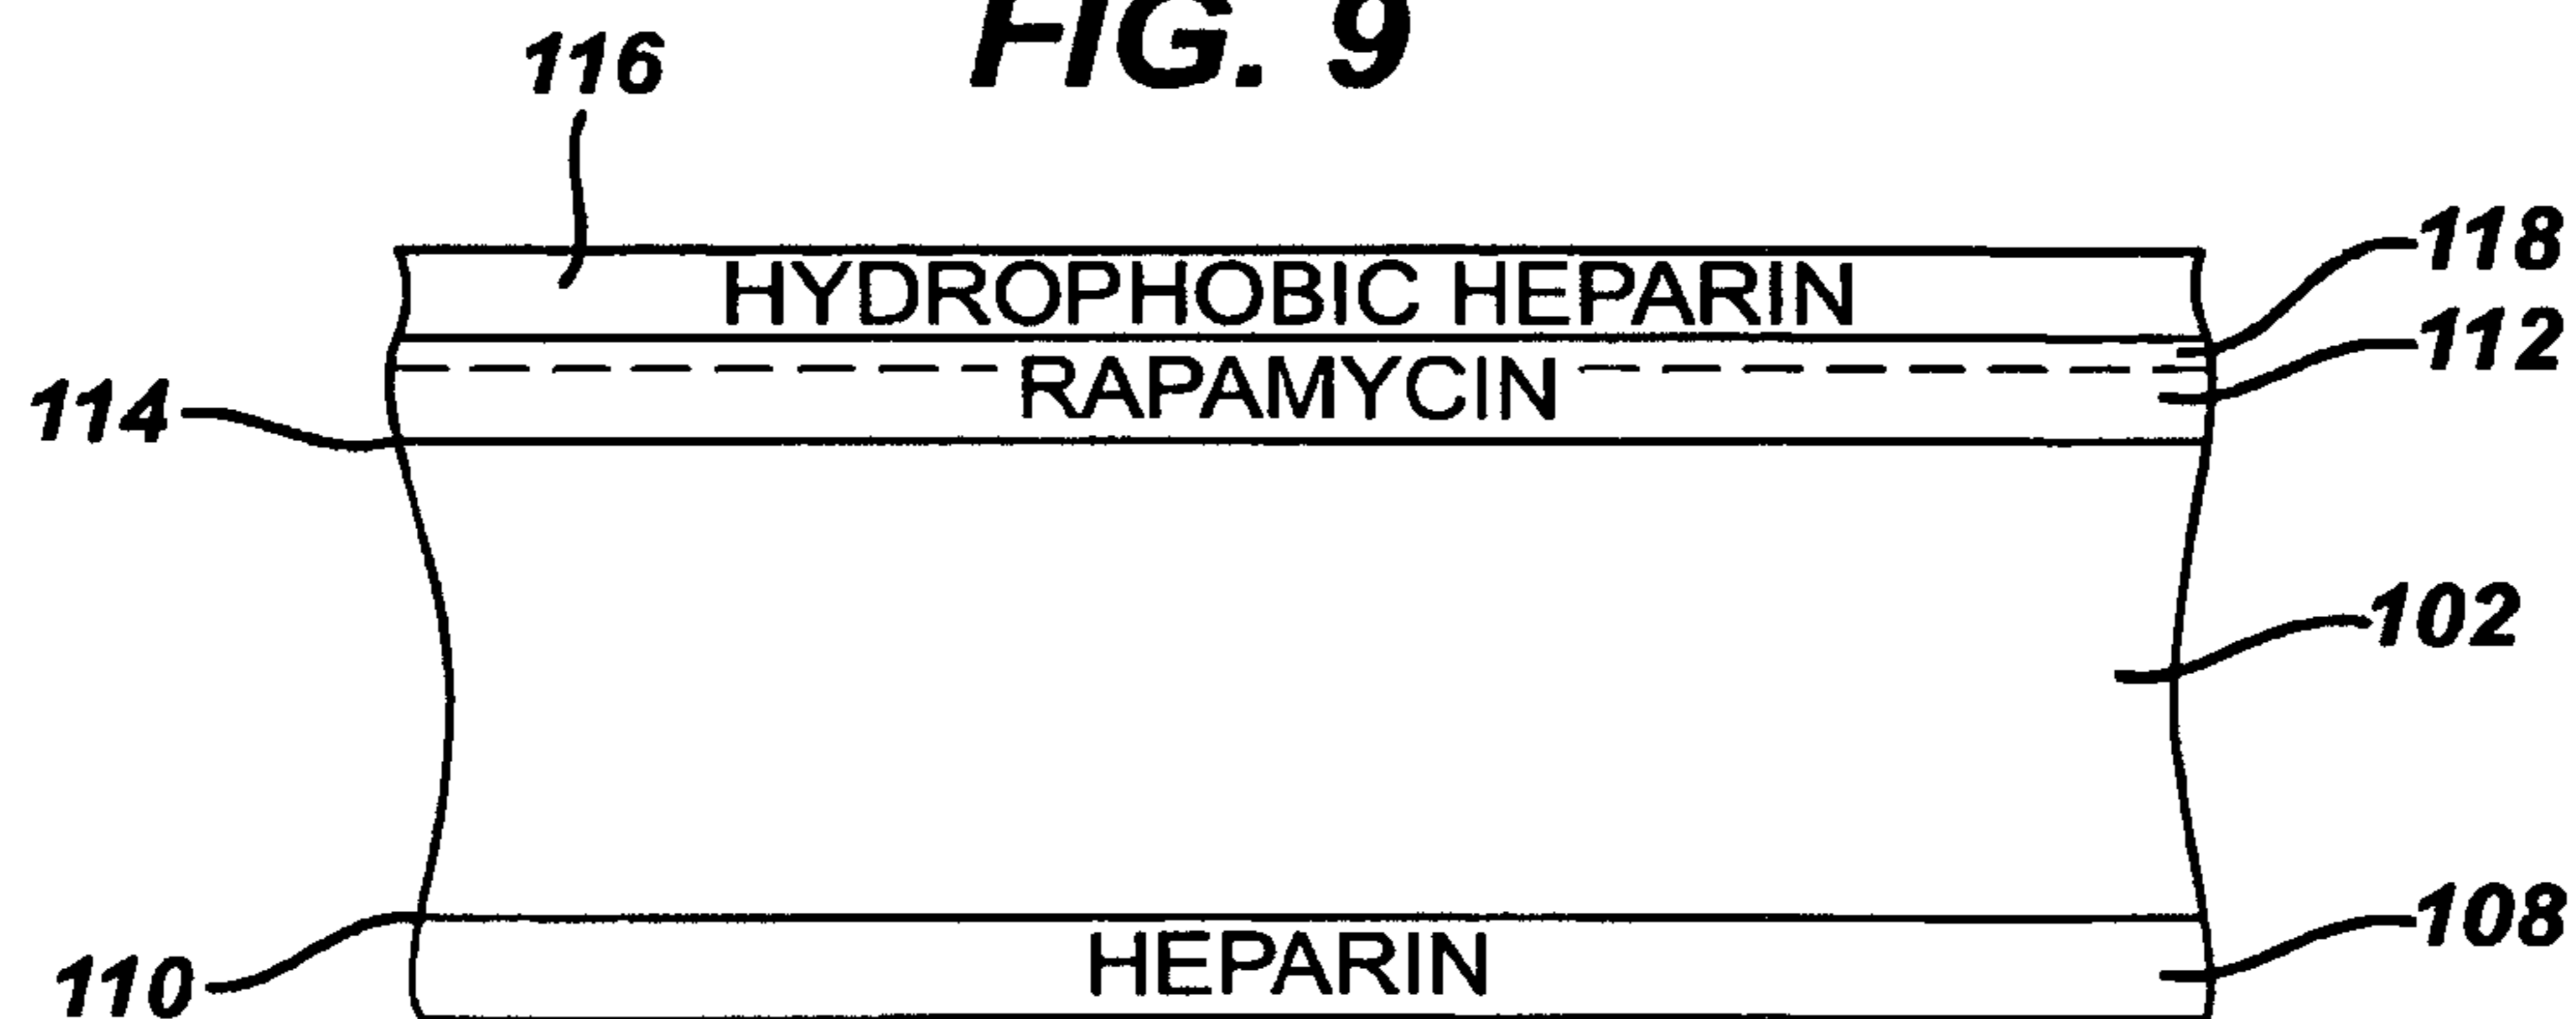 FIG. 9
116
HYDROPHOBIC HEPARIN
118
RAPAMYCIN
112
114
102
HEPARIN
108
110